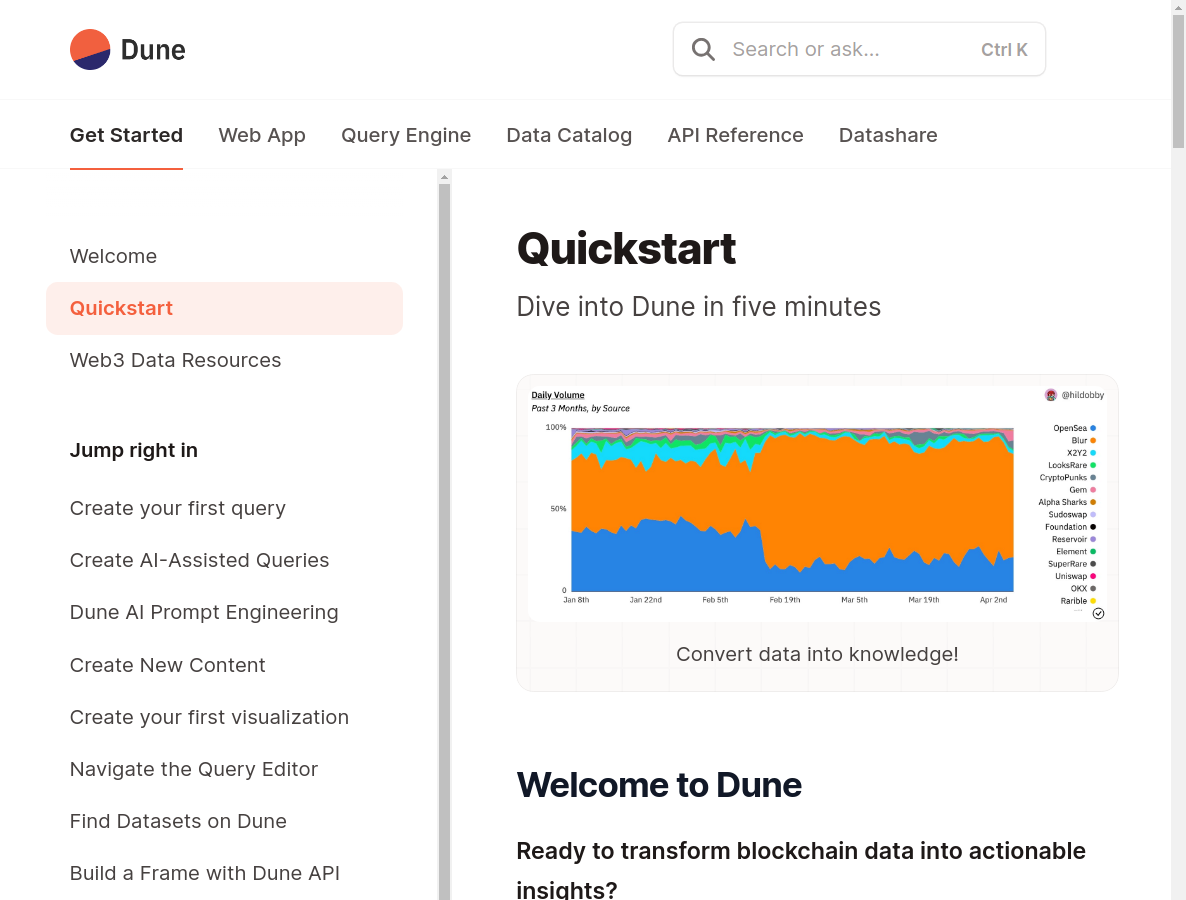 Dune
Search or ask...
Ctrl K
Get Started
Web App
Query Engine
Data Catalog
API Reference
Datashare
Welcome
Quickstart
Web3 Data Resources
Jump right in
Create your first query
Create AI-Assisted Queries
Dune AI Prompt Engineering
Create New Content
Create your first visualization
Navigate the Query Editor
Find Datasets on Dune
Build a Frame with Dune API
Quickstart
Dive into Dune in five minutes
Daily Volume
@hildobby
Past 3 Months, by Source
100%
50%
0
Jan 8th
Jan 22nd
Feb 5th
Feb 19th
Mar 5th
Mar 19th
Apr 2nd
OpenSea
Blur
X2Y2
LooksRare
CryptoPunks
Gem
Alpha Sharks
Sudoswap
Foundation
Reservoir
Element
SuperRare
Uniswap
OKX
Rarible
Convert data into knowledge!
Welcome to Dune
Ready to transform blockchain data into actionable
insights?